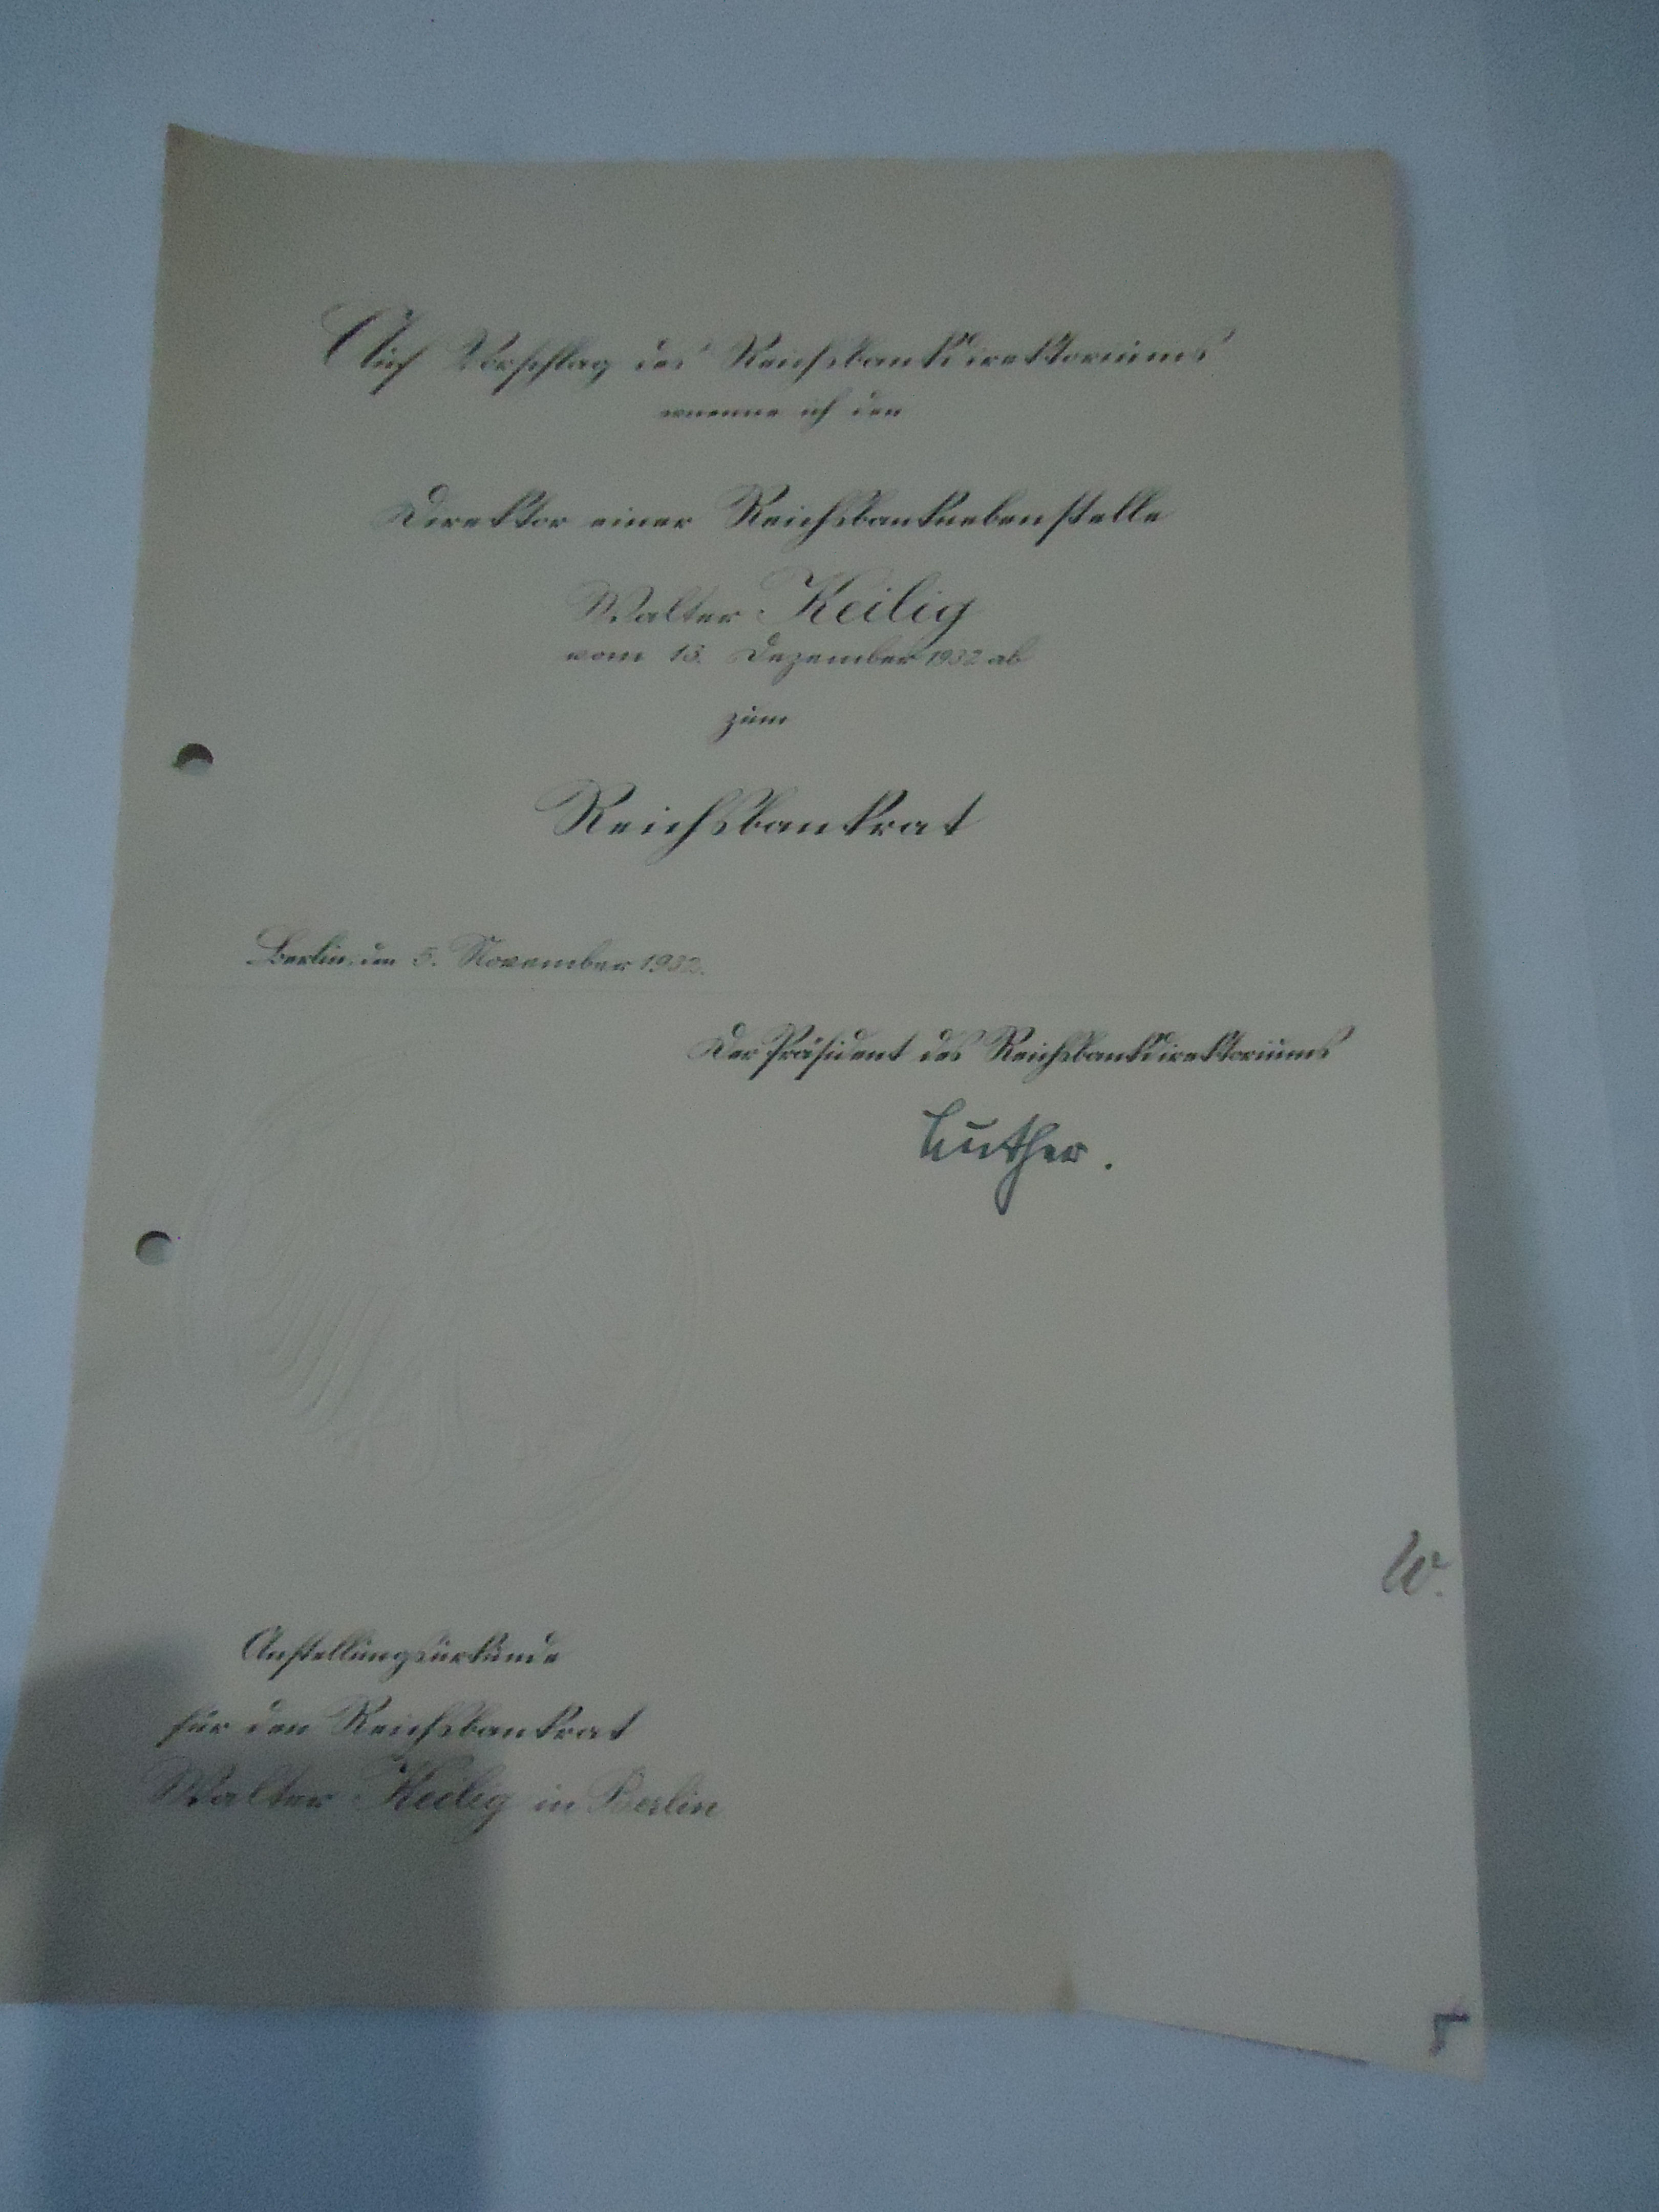 Auf Vorschlag des Reichsbankdirektoriums
ernenne ich den
Direktor einer Reichsbanknebenstelle
Walter Keilig
vom 15. Dezember 1932 ab
zum
Reichsbankrat
Berlin, den 5. November 1932.
Der Präsident des Reichsbankdirektoriums
Luther.
W.
Anstellungsurkunde
für den Reichsbankrat
Walter Keilig in Berlin